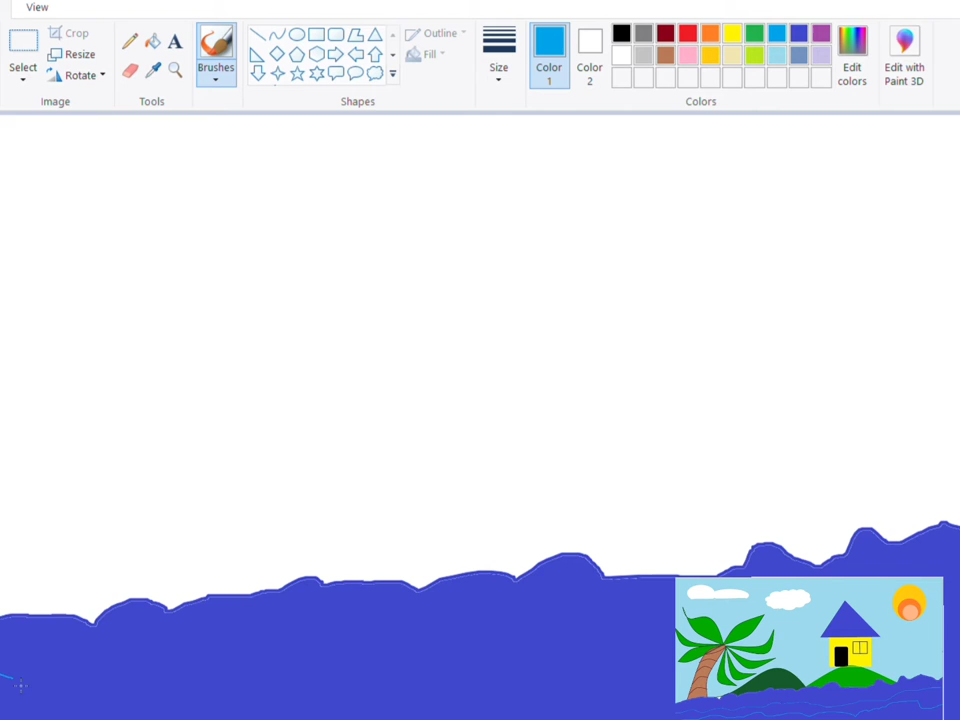 View
Select
Crop
Resize
Rotate
Image
A
Tools
Brushes
Outline
Fill
Shapes
Size
Color 1
Color 2
Edit colors
Colors
Edit with Paint 3D